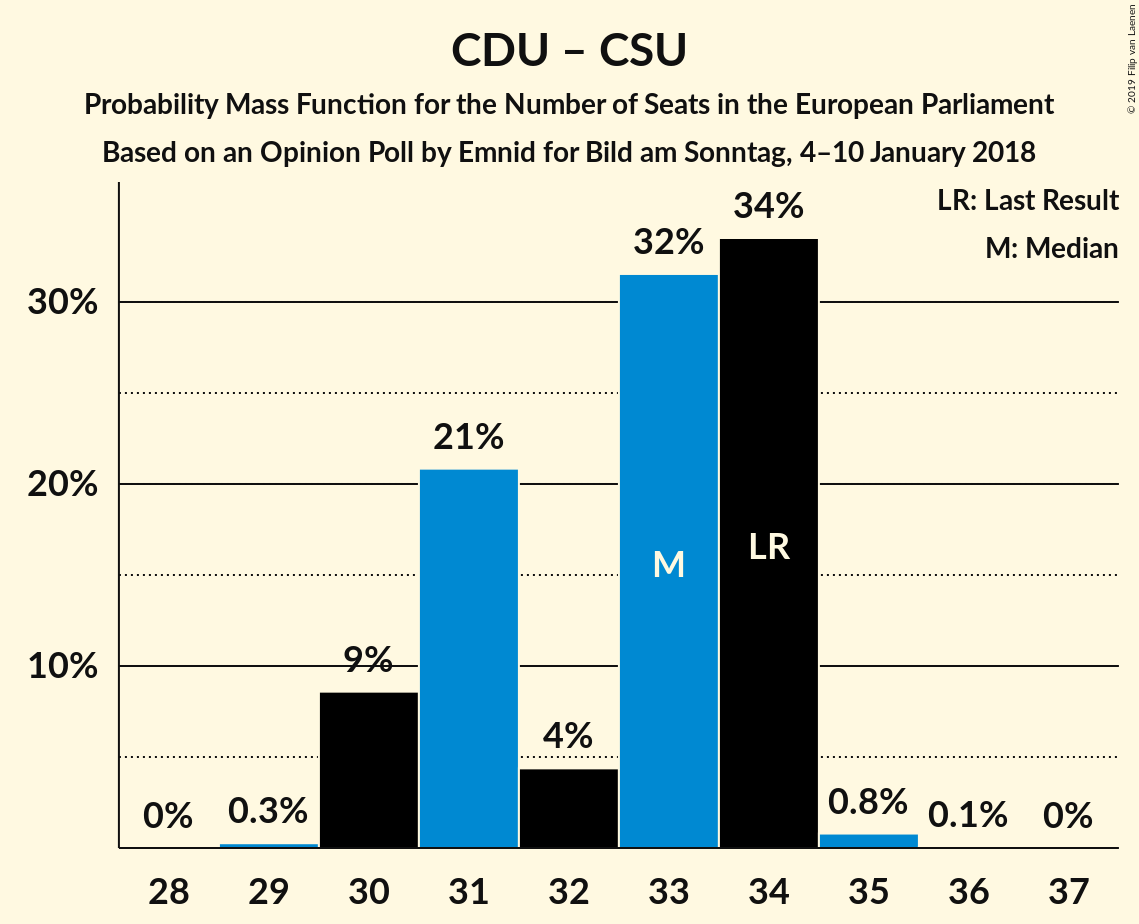 CDU – CSU
Probability Mass Function for the Number of Seats in the European Parliament
Based on an Opinion Poll by Emnid for Bild am Sonntag, 4–10 January 2018
© 2019 Filip van Laenen
LR: Last Result
M: Median
30%
20%
10%
0%
0.3%
9%
21%
4%
32%
34%
0.8%
0.1%
0%
M
LR
28 29 30 31 32 33 34 35 36 37